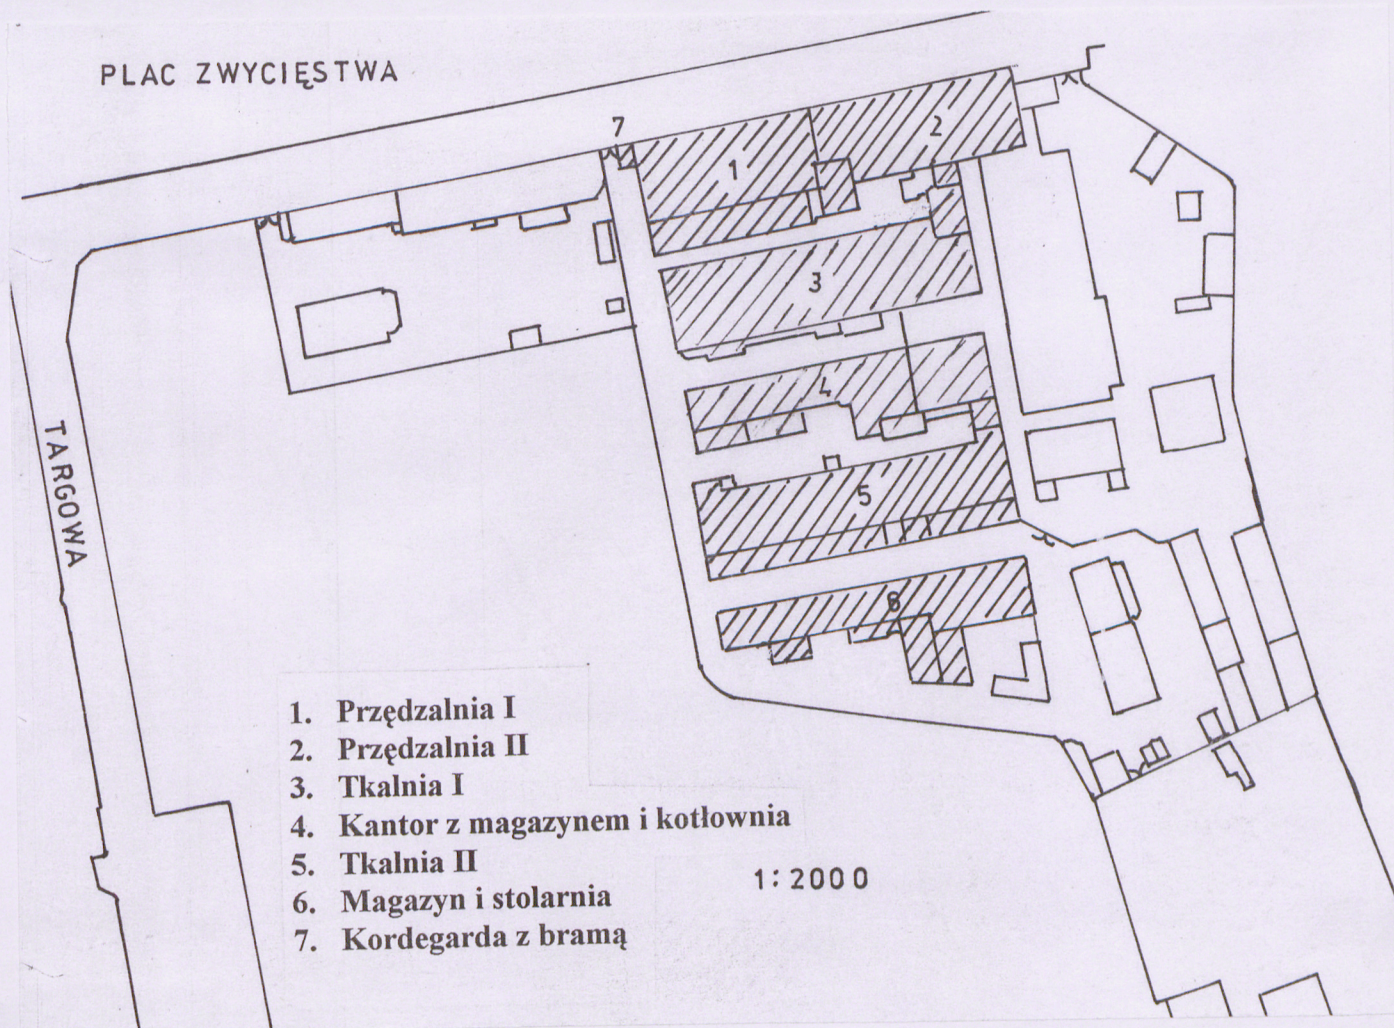 PLAC ZWYCIĘSTWA
7
2
1
3
4
5
6
TARGOWA
1. Przędzalnia I
2. Przędzalnia II
3. Tkalnia I
4. Kantor z magazynem i kotłownia
5. Tkalnia II
6. Magazyn i stolarnia
7. Kordegarda z bramą
1:2000